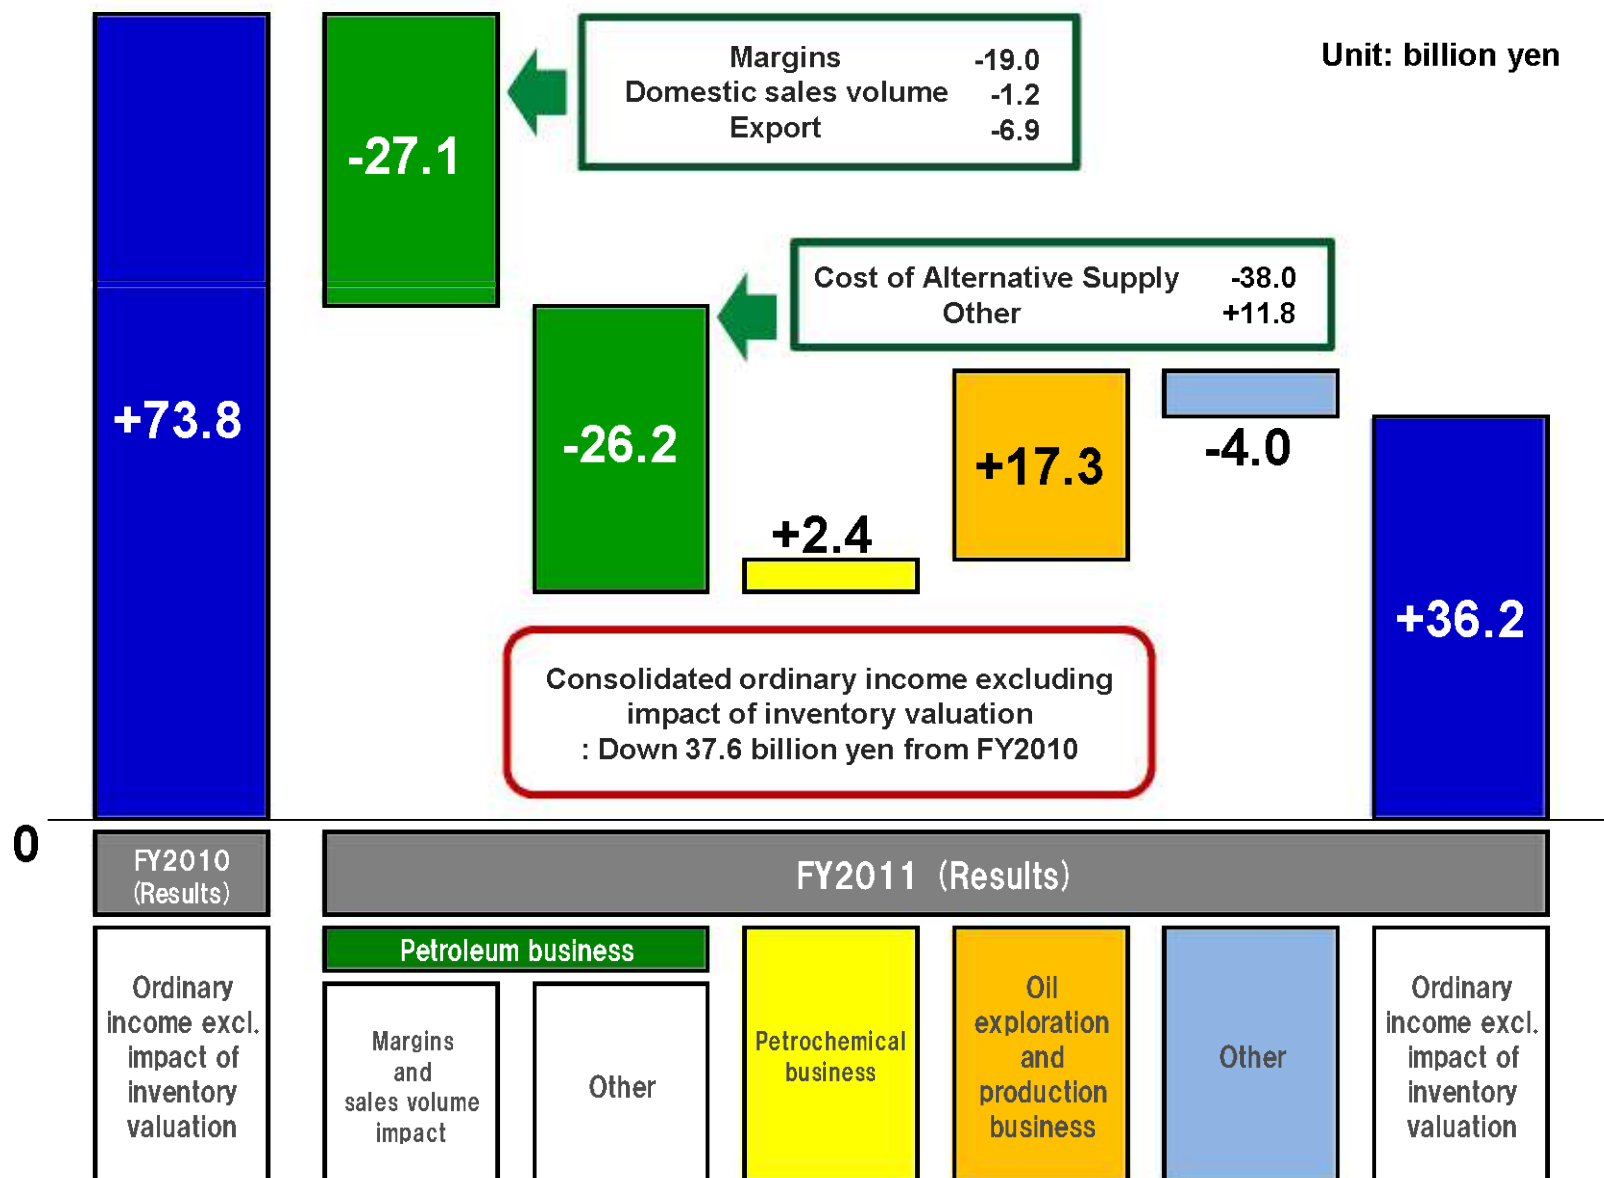 Unit: billion yen
Margins -19.0
Domestic sales volume -1.2
Export -6.9
-27.1
Cost of Alternative Supply -38.0
Other +11.8
+73.8
-26.2
+2.4
+17.3
-4.0
+36.2
Consolidated ordinary income excluding
impact of inventory valuation
: Down 37.6 billion yen from FY2010
0
FY2010
(Results)
FY2011 (Results)
Ordinary
income excl.
impact of
inventory
valuation
Petroleum business
Margins
and
sales volume
impact
Other
Petrochemical
business
Oil
exploration
and
production
business
Other
Ordinary
income excl.
impact of
inventory
valuation